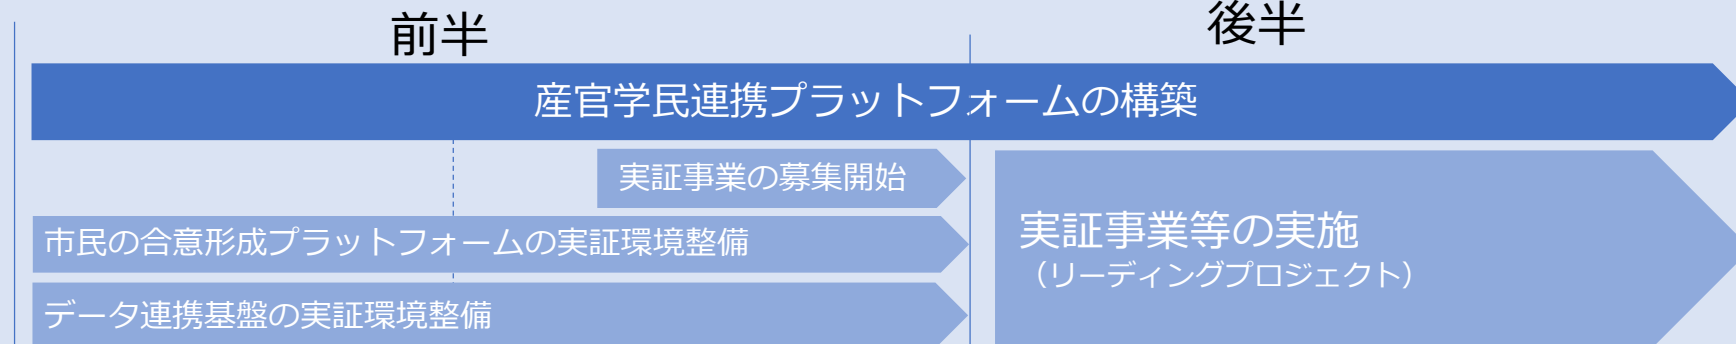 前半
後半
産官学民連携プラットフォームの構築
実証事業の募集開始
市民の合意形成プラットフォームの実証環境整備
データ連携基盤の実証環境整備
実証事業等の実施
（リーディングプロジェクト）